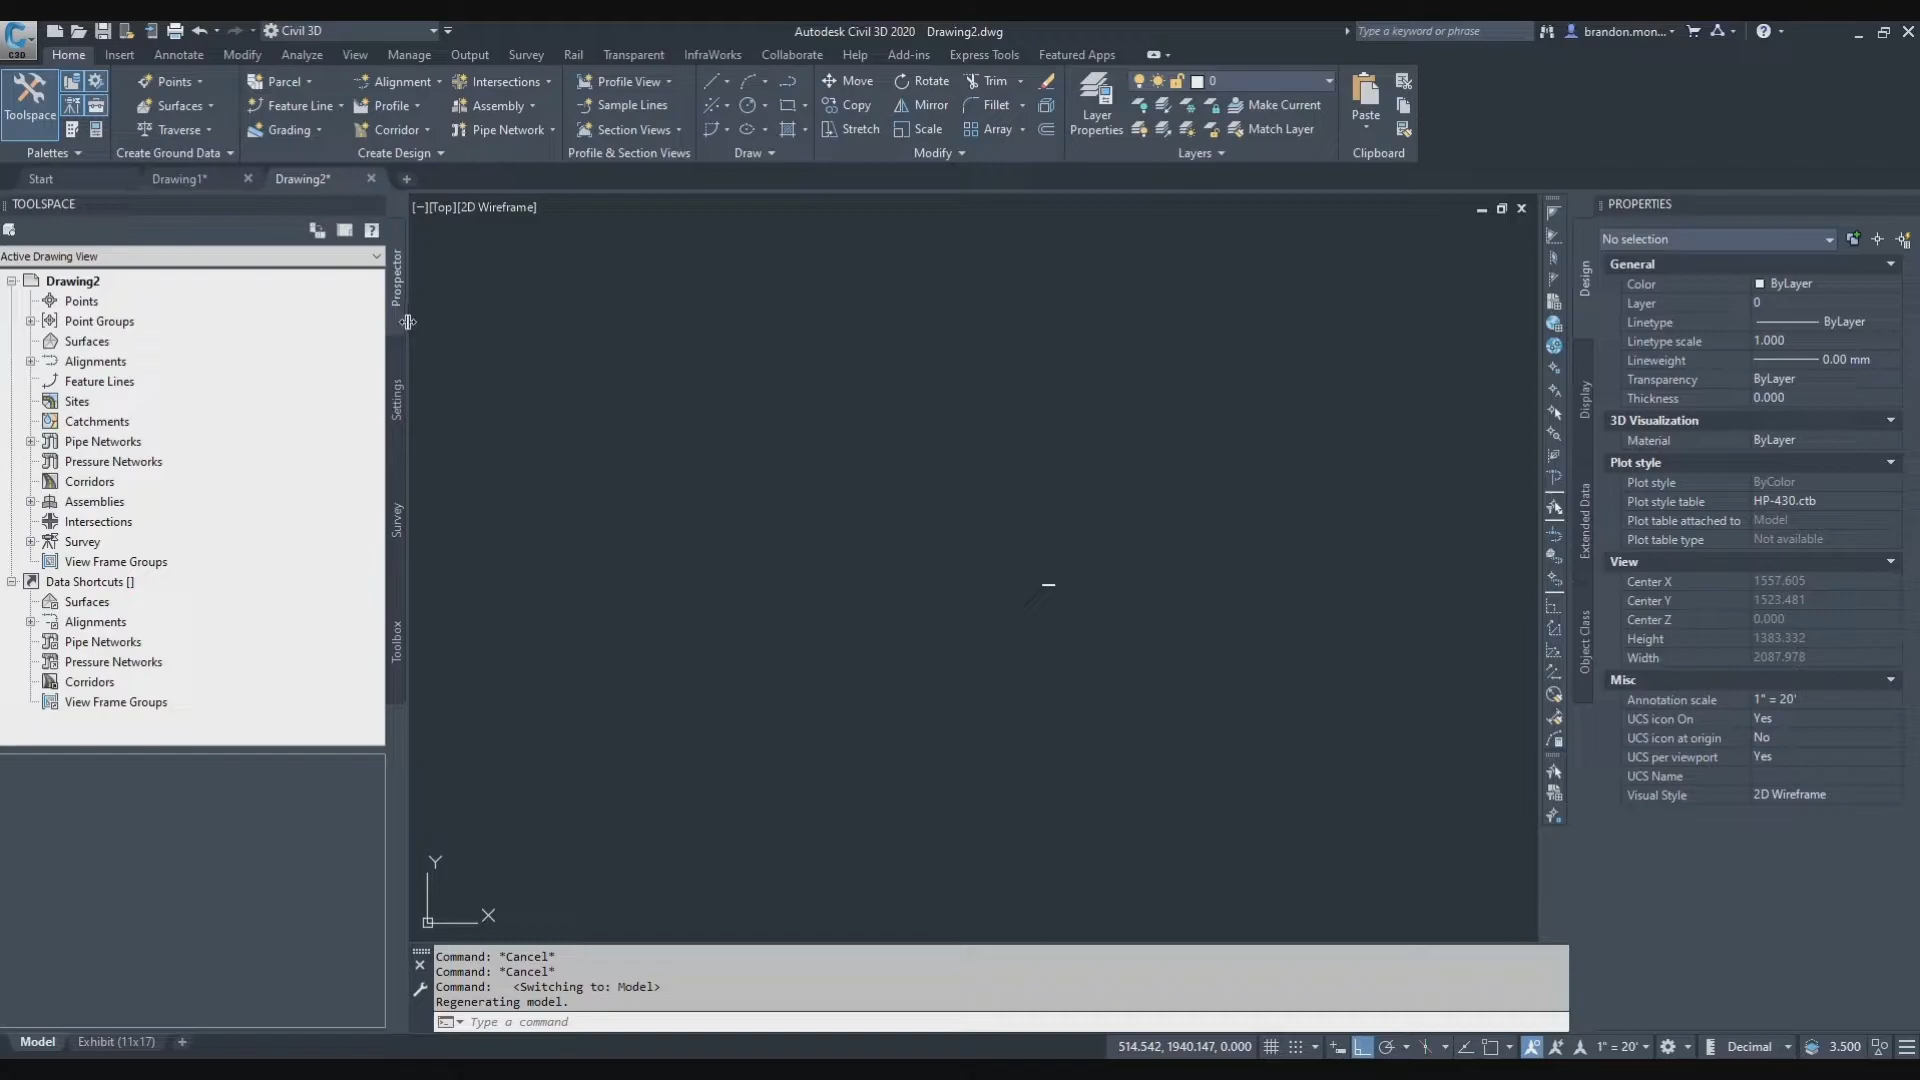 Civil 3D
Autodesk Civil 3D 2020 Drawing2.dwg
Type a keyword or phrase
brandon.mon...
C3D
Home Insert Annotate Modify Analyze View Manage Output Survey Rail Transparent InfraWorks Collaborate Help Add-ins Express Tools Featured Apps
Toolspace
Points
Surfaces
Traverse
Parcel
Feature Line
Grading
Alignment
Profile
Corridor
Intersections
Assembly
Pipe Network
Profile View
Sample Lines
Section Views
Move
Copy
Stretch
Rotate
Mirror
Scale
Trim
Fillet
Array
Layer
Properties
0
Make Current
Match Layer
Paste
Palettes
Create Ground Data
Create Design
Profile & Section Views
Draw
Modify
Layers
Clipboard
Start
Drawing1*
Drawing2*
TOOLSPACE
Active Drawing View
Drawing2
Points
Point Groups
Surfaces
Alignments
Feature Lines
Sites
Catchments
Pipe Networks
Pressure Networks
Corridors
Assemblies
Intersections
Survey
View Frame Groups
Data Shortcuts []
Surfaces
Alignments
Pipe Networks
Pressure Networks
Corridors
View Frame Groups
Prospector
Settings
Survey
Toolbox
[−][Top][2D Wireframe]
Y
X
Command: *Cancel*
Command: *Cancel*
Command:   <Switching to: Model>
Regenerating model.
Type a command
PROPERTIES
No selection
Design
Display
Extended Data
Object Class
General
Color ByLayer
Layer 0
Linetype ByLayer
Linetype scale 1.000
Lineweight 0.00 mm
Transparency ByLayer
Thickness 0.000
3D Visualization
Material ByLayer
Plot style
Plot style ByColor
Plot style table HP-430.ctb
Plot table attached to Model
Plot table type Not available
View
Center X 1557.605
Center Y 1523.481
Center Z 0.000
Height 1383.332
Width 2087.978
Misc
Annotation scale 1" = 20'
UCS icon On Yes
UCS icon at origin No
UCS per viewport Yes
UCS Name
Visual Style 2D Wireframe
Model
Exhibit (11x17)
514.542, 1940.147, 0.000
1" = 20'
Decimal
3.500